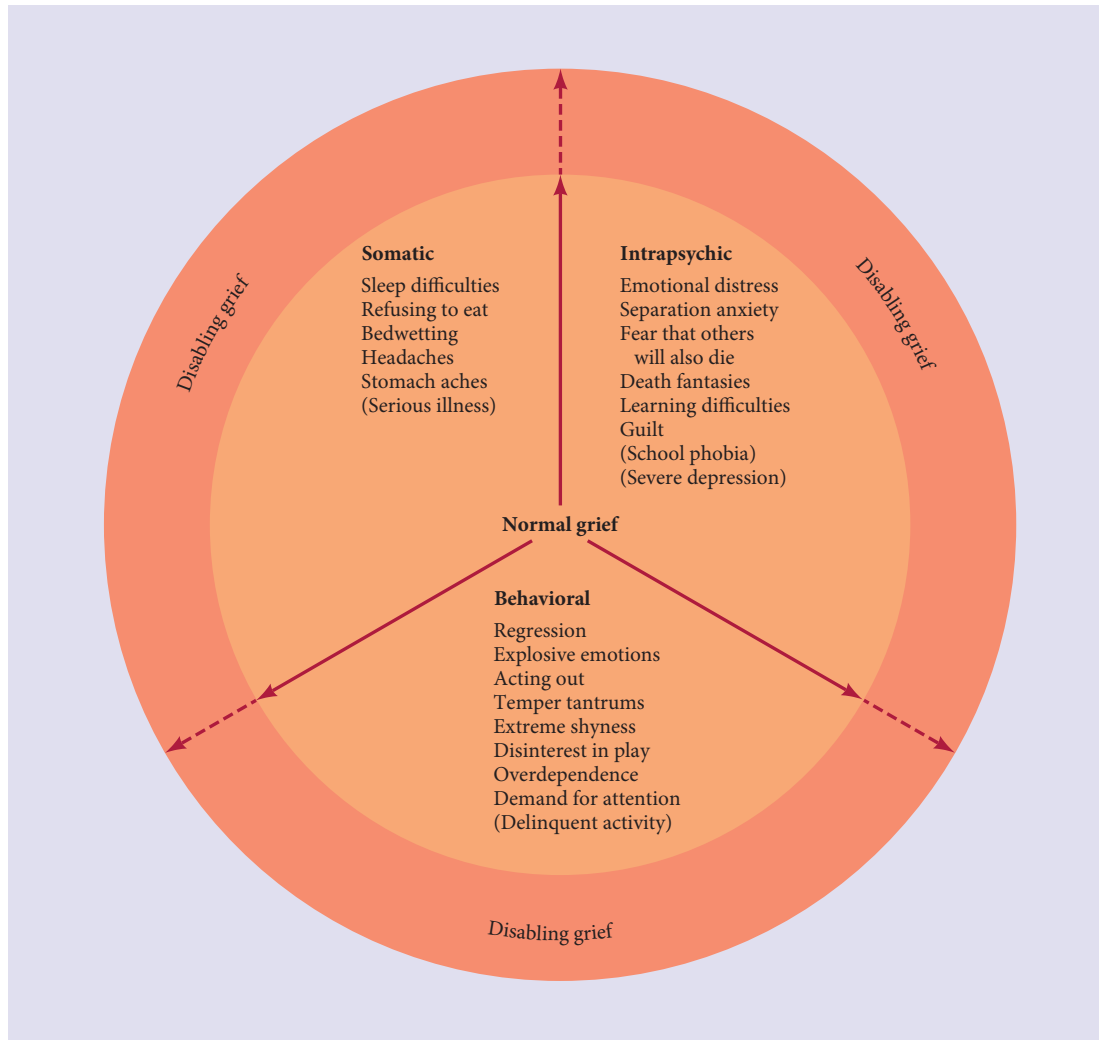 Disabling grief
Somatic
Sleep difficulties
Refusing to eat
Bedwetting
Headaches
Stomach aches
(Serious illness)
Intrapsychic
Emotional distress
Separation anxiety
Fear that others
will also die
Death fantasies
Learning difficulties
Guilt
(School phobia)
(Severe depression)
Disabling grief
Normal grief
Behavioral
Regression
Explosive emotions
Acting out
Temper tantrums
Extreme shyness
Disinterest in play
Overdependence
Demand for attention
(Delinquent activity)
Disabling grief